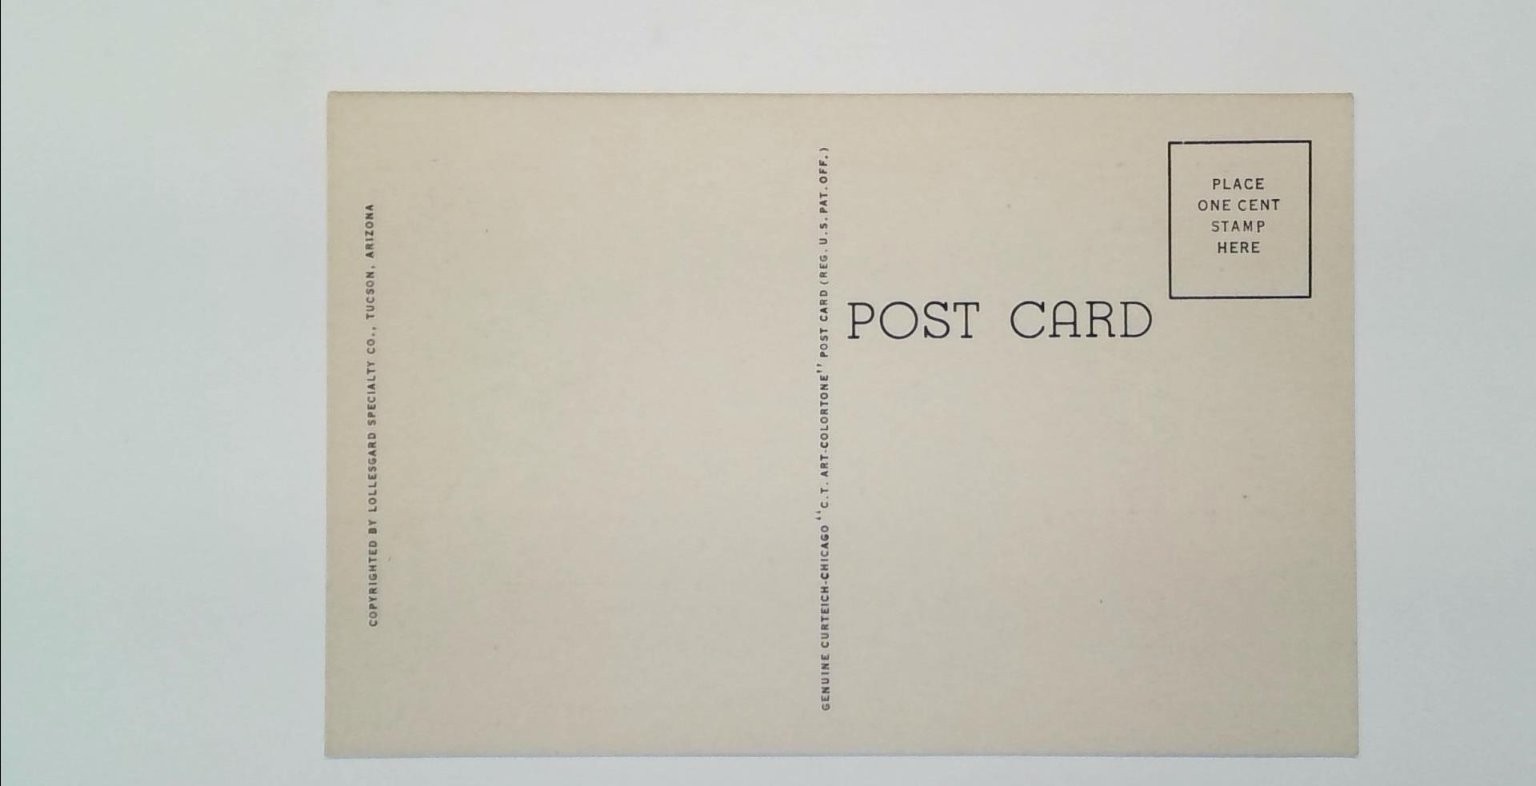 COPYRIGHTED BY LOLLESGARD SPECIALTY CO., TUCSON, ARIZONA
GENUINE CURTEICH-CHICAGO "C.T. ART-COLORTONE" POST CARD (REG. U.S. PAT. OFF.)
POST CARD
PLACE
ONE CENT
STAMP
HERE